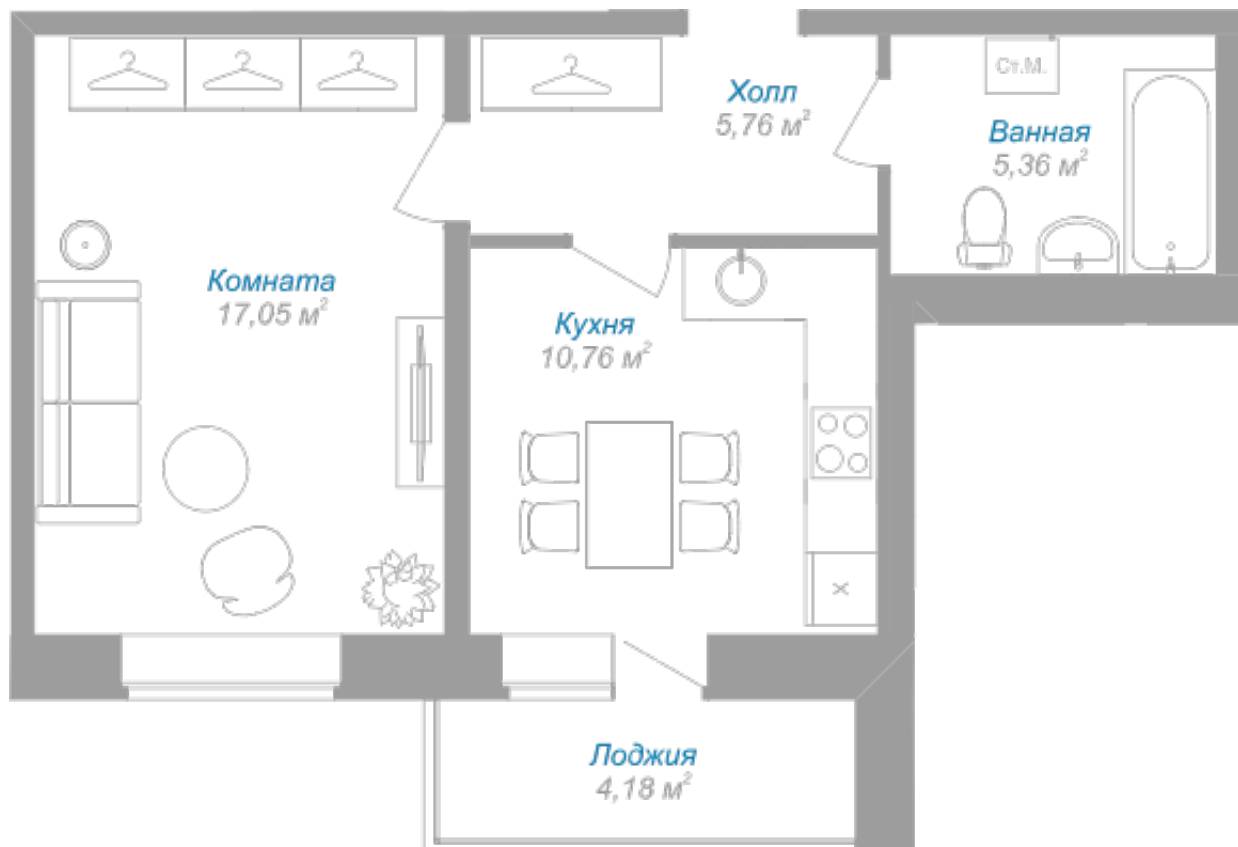 Холл
5,76 м²
Ст.М.
Ванная
5,36 м²
Комната
17,05 м²
Кухня
10,76 м²
Лоджия
4,18 м²